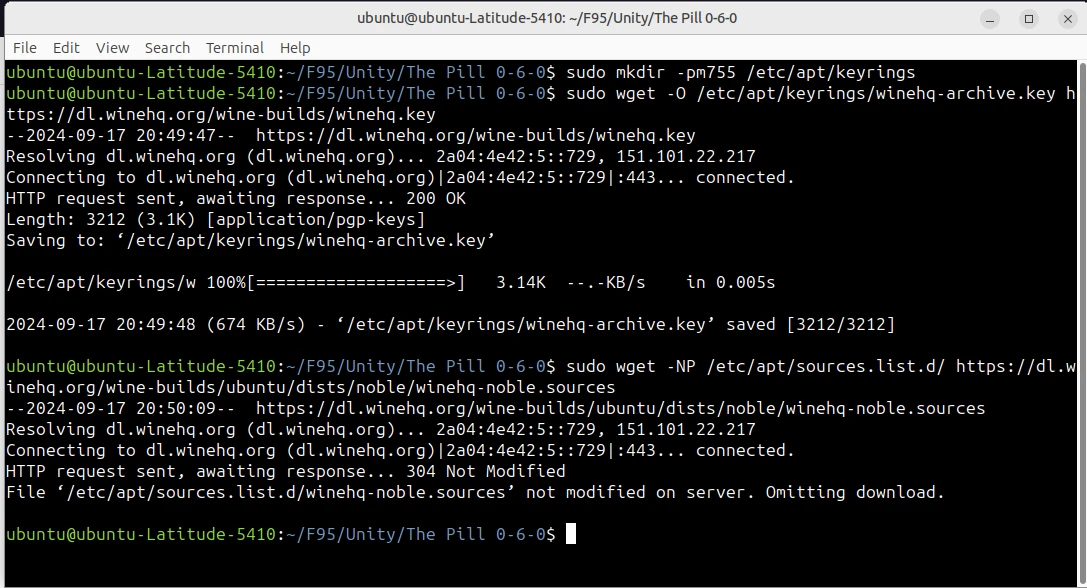 ubuntu@ubuntu-Latitude-5410: ~/F95/Unity/The Pill 0-6-0
File Edit View Search Terminal Help
ubuntu@ubuntu-Latitude-5410:~/F95/Unity/The Pill 0-6-0$ sudo mkdir -pm755 /etc/apt/keyrings
ubuntu@ubuntu-Latitude-5410:~/F95/Unity/The Pill 0-6-0$ sudo wget -O /etc/apt/keyrings/winehq-archive.key h
ttps://dl.winehq.org/wine-builds/winehq.key
--2024-09-17 20:49:47--  https://dl.winehq.org/wine-builds/winehq.key
Resolving dl.winehq.org (dl.winehq.org)... 2a04:4e42:5::729, 151.101.22.217
Connecting to dl.winehq.org (dl.winehq.org)|2a04:4e42:5::729|:443... connected.
HTTP request sent, awaiting response... 200 OK
Length: 3212 (3.1K) [application/pgp-keys]
Saving to: ‘/etc/apt/keyrings/winehq-archive.key’
/etc/apt/keyrings/w 100%[===================>]   3.14K  --.-KB/s    in 0.005s
2024-09-17 20:49:48 (674 KB/s) - ‘/etc/apt/keyrings/winehq-archive.key’ saved [3212/3212]
ubuntu@ubuntu-Latitude-5410:~/F95/Unity/The Pill 0-6-0$ sudo wget -NP /etc/apt/sources.list.d/ https://dl.w
inehq.org/wine-builds/ubuntu/dists/noble/winehq-noble.sources
--2024-09-17 20:50:09--  https://dl.winehq.org/wine-builds/ubuntu/dists/noble/winehq-noble.sources
Resolving dl.winehq.org (dl.winehq.org)... 2a04:4e42:5::729, 151.101.22.217
Connecting to dl.winehq.org (dl.winehq.org)|2a04:4e42:5::729|:443... connected.
HTTP request sent, awaiting response... 304 Not Modified
File ‘/etc/apt/sources.list.d/winehq-noble.sources’ not modified on server. Omitting download.
ubuntu@ubuntu-Latitude-5410:~/F95/Unity/The Pill 0-6-0$